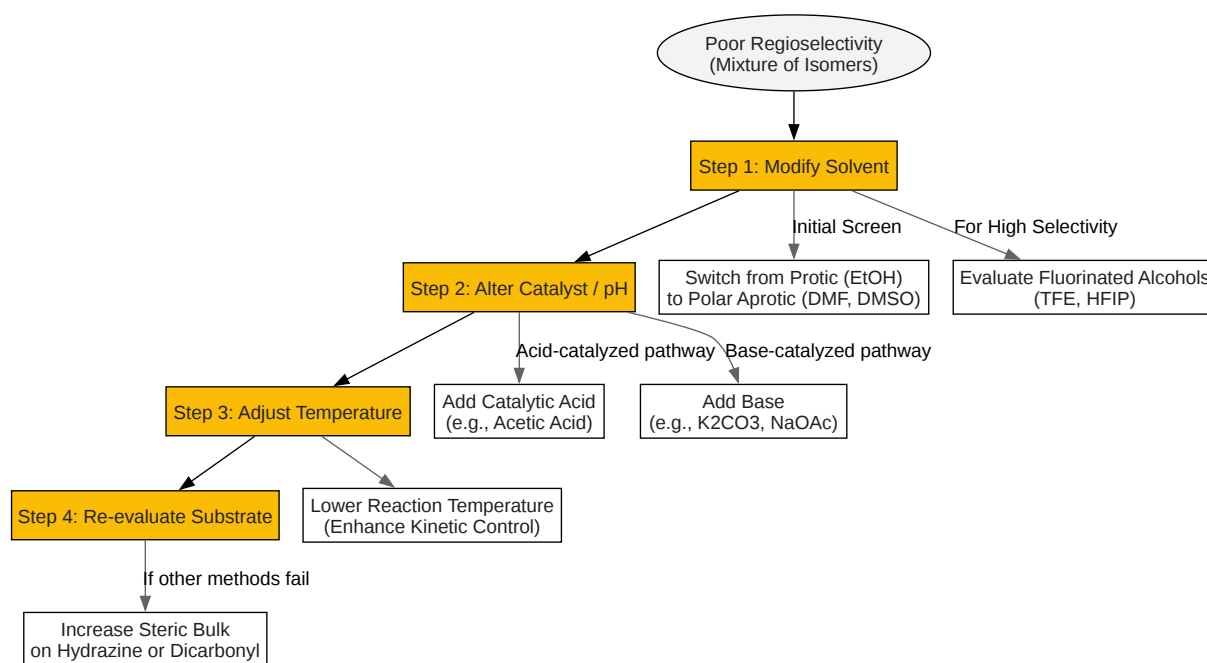 Poor Regioselectivity
(Mixture of Isomers)
Step 1: Modify Solvent
Initial Screen
For High Selectivity
Switch from Protic (EtOH)
to Polar Aprotic (DMF, DMSO)
Evaluate Fluorinated Alcohols
(TFE, HFIP)
Step 2: Alter Catalyst / pH
Acid-catalyzed pathway
Base-catalyzed pathway
Add Catalytic Acid
(e.g., Acetic Acid)
Add Base
(e.g., K2CO3, NaOAc)
Step 3: Adjust Temperature
Lower Reaction Temperature
(Enhance Kinetic Control)
Step 4: Re-evaluate Substrate
If other methods fail
Increase Steric Bulk
on Hydrazine or Dicarbonyl